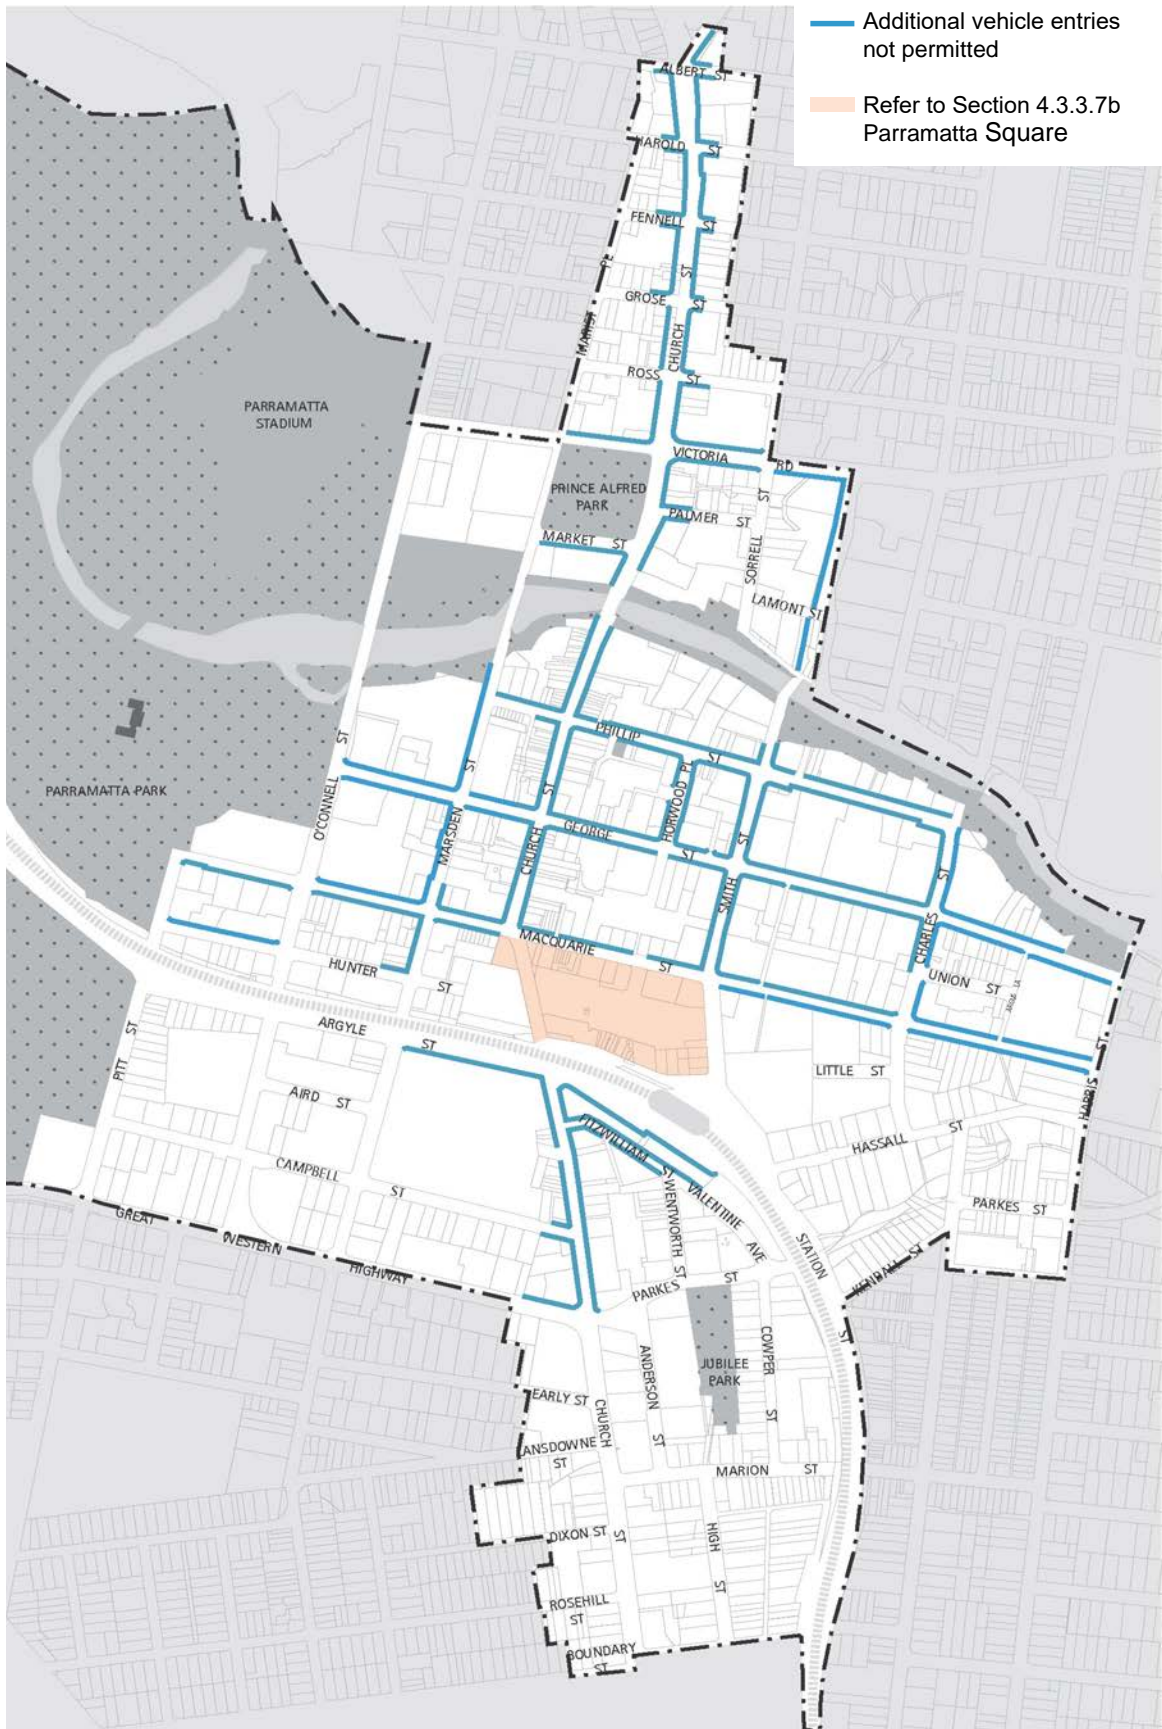 Additional vehicle entries
not permitted
Refer to Section 4.3.3.7b
Parramatta Square
ALBERT ST
HAROLD ST
FENNELL ST
MARIST PL
GROSE ST
CHURCH ST
ROSS ST
PARRAMATTA
STADIUM
VICTORIA RD
PRINCE ALFRED
PARK
PALMER ST
MARKET ST
SORRELL ST
LAMONT ST
PHILLIP ST
PARRAMATTA PARK
O'CONNELL ST
MARSDEN ST
CHURCH ST
GEORGE ST
HORWOOD PL
SMITH ST
CHARLES ST
MACQUARIE ST
HUNTER ST
UNION ST
ARGYLE ST
PITT ST
LITTLE ST
HARRIS ST
AIRD ST
HASSALL ST
FITZWILLIAM ST
CAMPBELL ST
WENTWORTH ST
VALENTINE AVE
PARKES ST
GREAT WESTERN HIGHWAY
STATION ST
KENDALL ST
PARKES ST
COWPER ST
ANDERSON ST
JUBILEE
PARK
EARLY ST
CHURCH ST
LANSDOWNE
ST
MARION ST
DIXON ST
HIGH ST
ROSEHILL
ST
BOUNDARY
ST